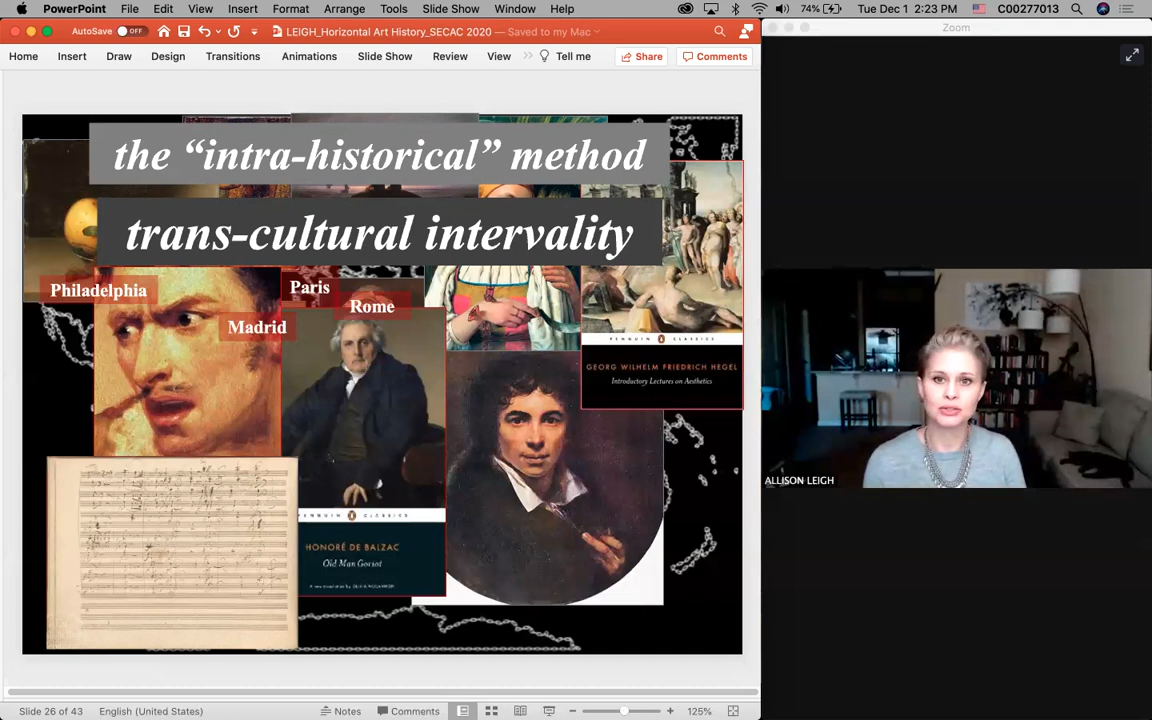 PowerPoint File Edit View Insert Format Arrange Tools Slide Show Window Help 74% Tue Dec 1 2:23 PM C00277013
AutoSave OFF LEIGH_Horizontal Art History_SECAC 2020 — Saved to my Mac
Zoom
Home Insert Draw Design Transitions Animations Slide Show Review View Tell me Share Comments
the “intra-historical” method
trans-cultural intervality
Philadelphia
Paris
Rome
Madrid
PENGUIN CLASSICS
GEORG WILHELM FRIEDRICH HEGEL
Introductory Lectures on Aesthetics
ALLISON LEIGH
PENGUIN CLASSICS
HONORÉ DE BALZAC
Old Man Goriot
Slide 26 of 43 English (United States) Notes Comments 125%